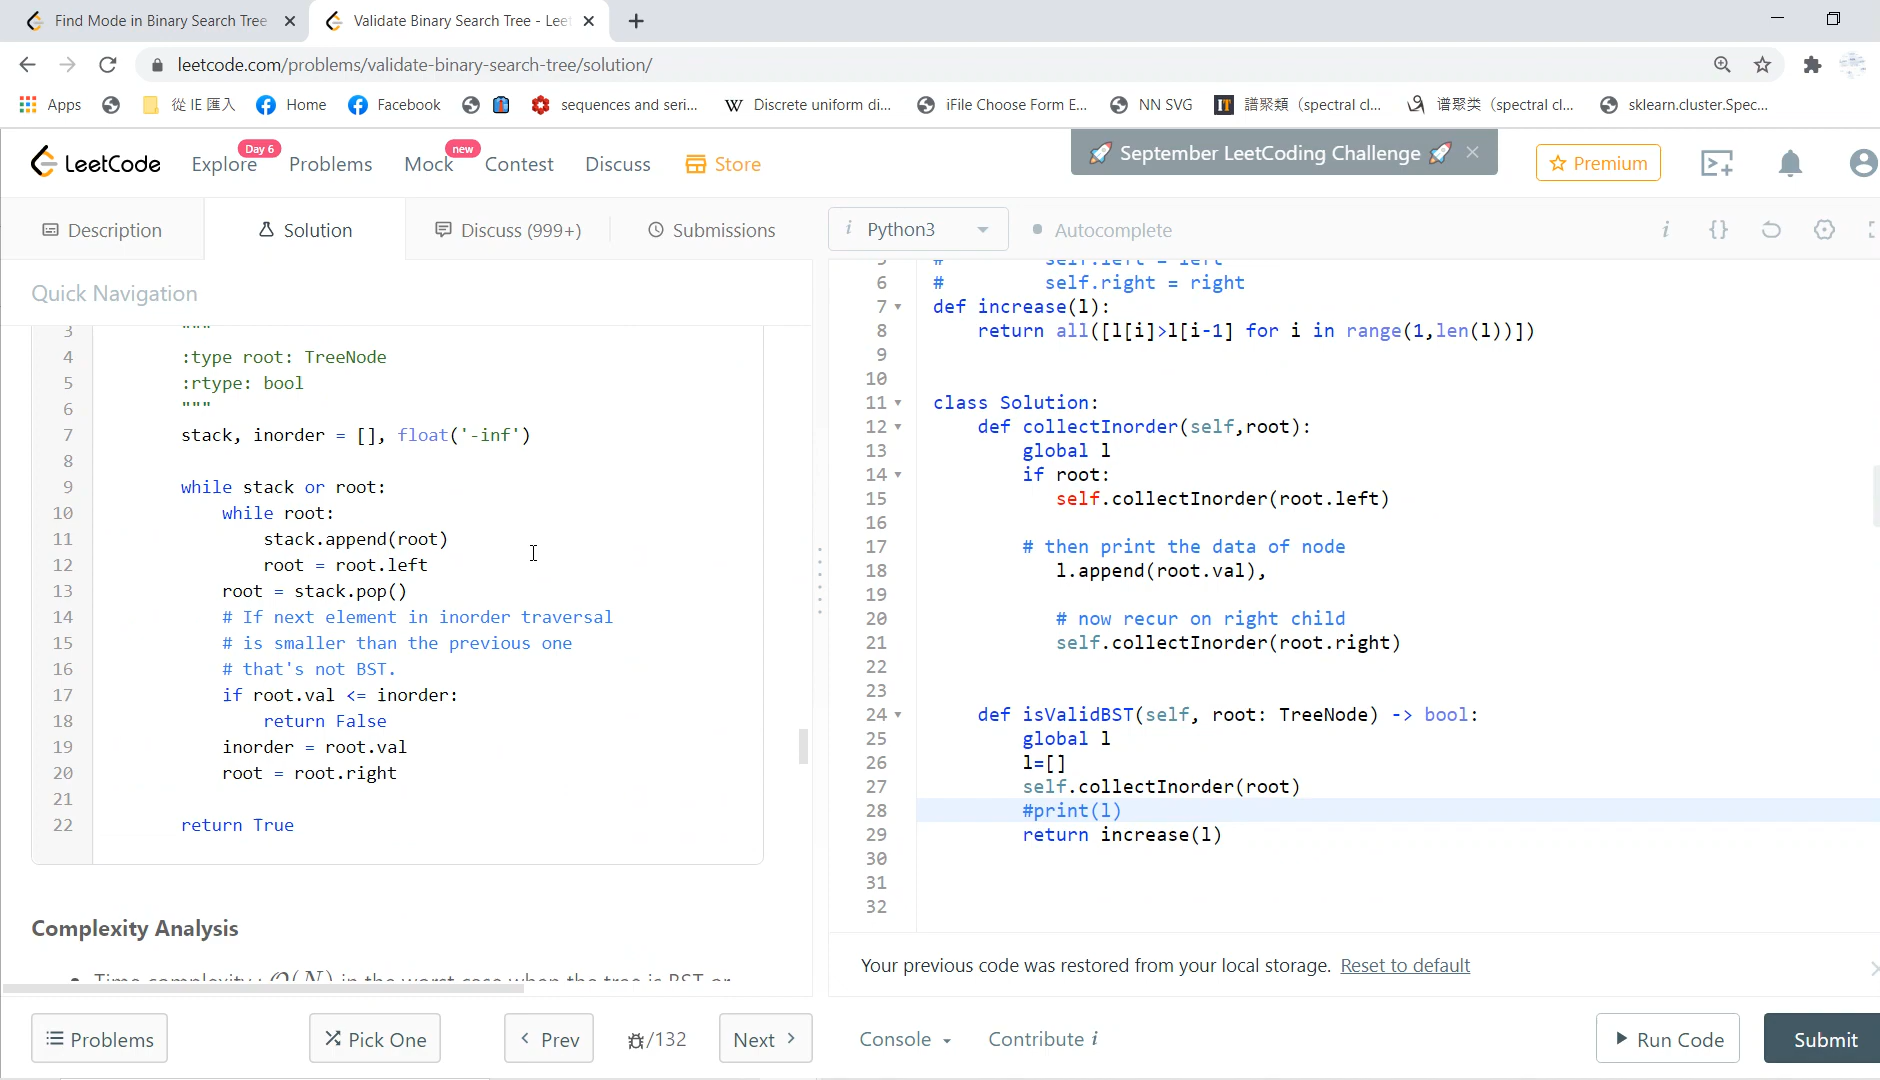 Find Mode in Binary Search Tree
Validate Binary Search Tree - Leet
leetcode.com/problems/validate-binary-search-tree/solution/
Apps
從 IE 匯入
Home
Facebook
sequences and seri...
W Discrete uniform di...
iFile Choose Form E...
NN SVG
IT 譜聚類 (spectral cl...
谱聚类 (spectral cl...
sklearn.cluster.Spec...
LeetCode
Explore
Day 6
Problems
Mock
new
Contest
Discuss
Store
September LeetCoding Challenge
Premium
Description
Solution
Discuss (999+)
Submissions
i Python3
Autocomplete
i {}
Quick Navigation
3 """
4 :type root: TreeNode
5 :rtype: bool
6 """
7 stack, inorder = [], float('-inf')
8
9 while stack or root:
10 while root:
11 stack.append(root)
12 root = root.left
13 root = stack.pop()
14 # If next element in inorder traversal
15 # is smaller than the previous one
16 # that's not BST.
17 if root.val <= inorder:
18 return False
19 inorder = root.val
20 root = root.right
21
22 return True
Complexity Analysis
Time complexity : O(N) in the worst case when the tree is BST or
5 # self.left = left
6 # self.right = right
7 def increase(l):
8 return all([l[i]>l[i-1] for i in range(1,len(l))])
9
10
11 class Solution:
12 def collectInorder(self,root):
13 global l
14 if root:
15 self.collectInorder(root.left)
16
17 # then print the data of node
18 l.append(root.val),
19
20 # now recur on right child
21 self.collectInorder(root.right)
22
23
24 def isValidBST(self, root: TreeNode) -> bool:
25 global l
26 l=[]
27 self.collectInorder(root)
28 #print(l)
29 return increase(l)
30
31
32
Your previous code was restored from your local storage. Reset to default
Problems
Pick One
Prev
/132
Next
Console
Contribute i
Run Code
Submit